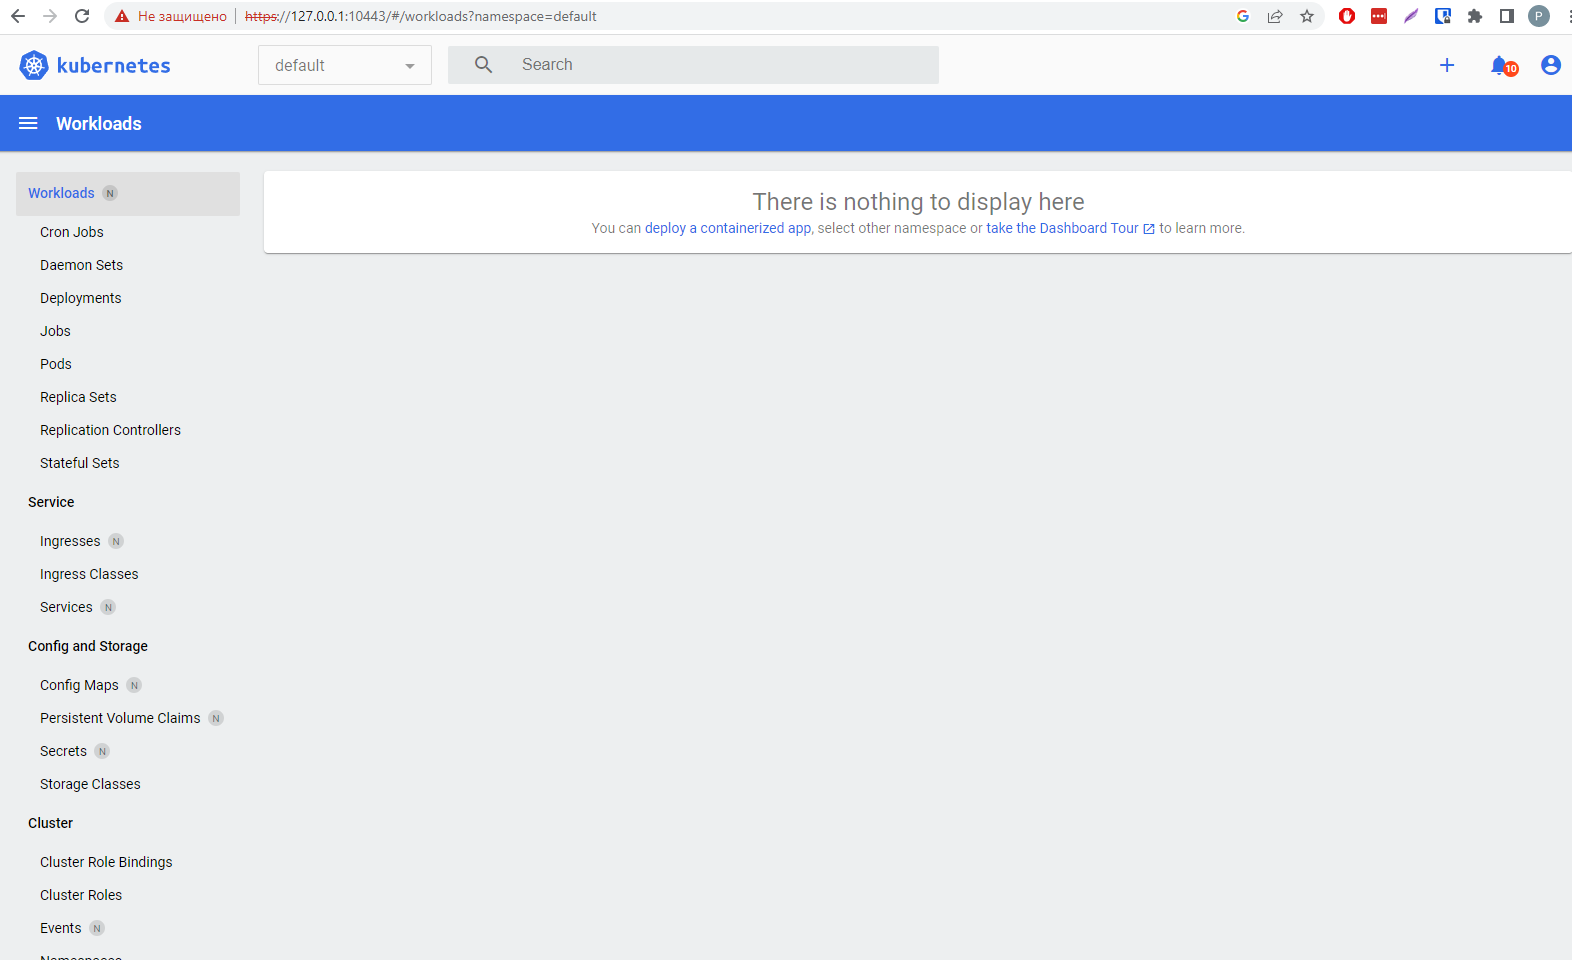 Не защищено https://127.0.0.1:10443/#/workloads?namespace=default P
kubernetes default Search 10
Workloads
Workloads N
Cron Jobs
Daemon Sets
Deployments
Jobs
Pods
Replica Sets
Replication Controllers
Stateful Sets
Service
Ingresses N
Ingress Classes
Services N
Config and Storage
Config Maps N
Persistent Volume Claims N
Secrets N
Storage Classes
Cluster
Cluster Role Bindings
Cluster Roles
Events N
Namespaces
There is nothing to display here
You can deploy a containerized app, select other namespace or take the Dashboard Tour to learn more.